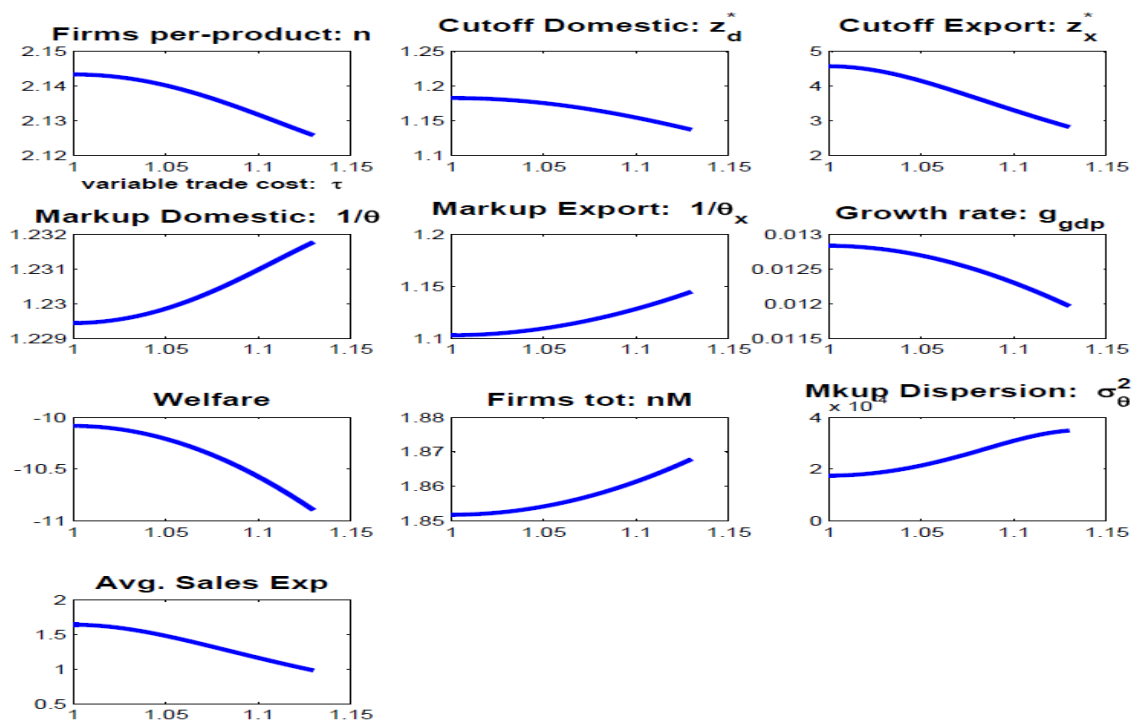 Firms per-product: n
2.15
2.14
2.13
2.12
1 1.05 1.1 1.15
variable trade cost: τ
Cutoff Domestic: z*d
1.25
1.2
1.15
1.1
1 1.05 1.1 1.15
Cutoff Export: z*x
5
4
3
2
1 1.05 1.1 1.15
Markup Domestic: 1/θ
1.232
1.231
1.23
1.229
1 1.05 1.1 1.15
Markup Export: 1/θx
1.2
1.15
1.1
1 1.05 1.1 1.15
Growth rate: ggdp
0.013
0.0125
0.012
0.0115
1 1.05 1.1 1.15
Welfare
-10
-10.5
-11
1 1.05 1.1 1.15
Firms tot: nM
1.88
1.87
1.86
1.85
1 1.05 1.1 1.15
Mkup Dispersion: σ²θ
x 10-4
4
2
0
1 1.05 1.1 1.15
Avg. Sales Exp
2
1.5
1
0.5
1 1.05 1.1 1.15